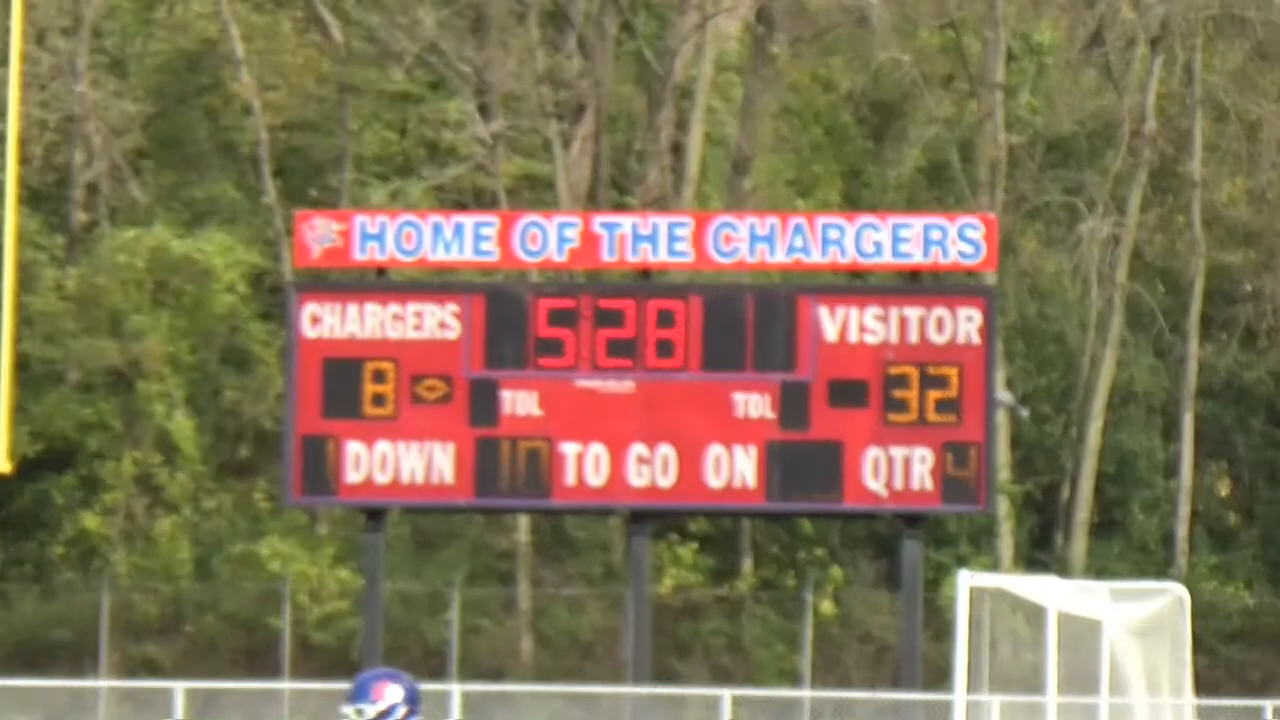 HOME OF THE CHARGERS
CHARGERS 5:28 VISITOR
8 TOL TOL 32
1 DOWN 10 TO GO ON QTR 4